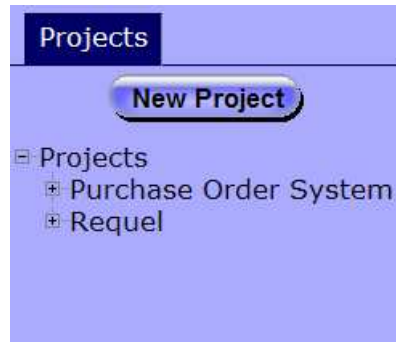 Projects
New Project
Projects
Purchase Order System
Requel